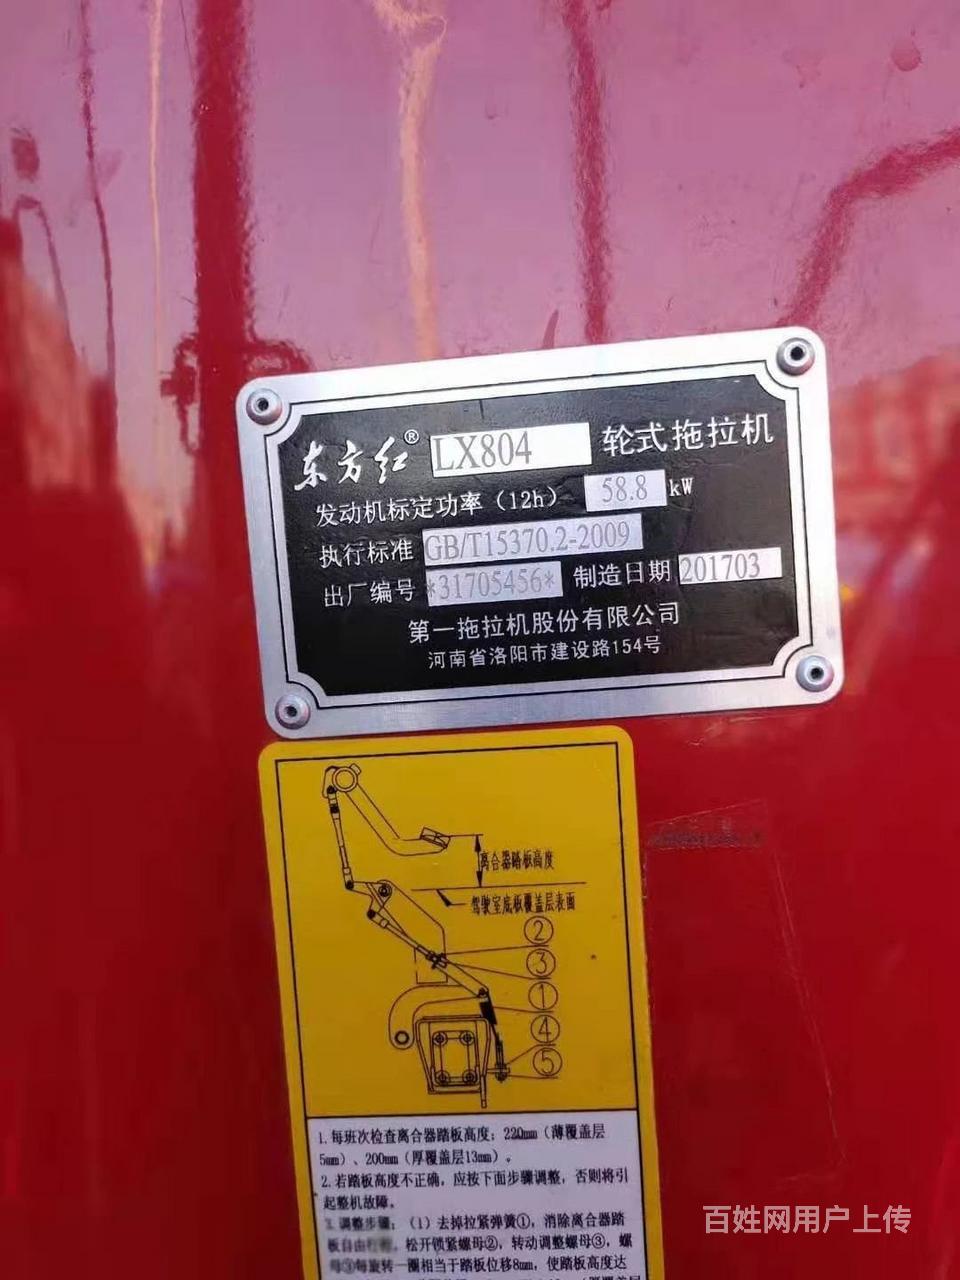 东方红® LX804 轮式拖拉机
发动机标定功率（12h） 58.8 kW
执行标准 GB/T15370.2-2009
出厂编号 *31705456* 制造日期 201703
第一拖拉机股份有限公司
河南省洛阳市建设路154号
离合器踏板高度
驾驶室底板覆盖层表面
②
③
①
④
⑤
1.每班次检查离合器踏板高度：220mm（薄覆盖层
5mm）、200mm（厚覆盖层13mm）。
2.若踏板高度不正确，应按下面步骤调整，否则将引
起整机故障。
3.调整步骤：（1）去掉拉紧弹簧①，消除离合器踏
板自由行程，松开锁紧螺母②，转动调整螺母③，螺
母③每旋转一圈相当于踏板位移8mm，使踏板高度达
百姓网用户上传